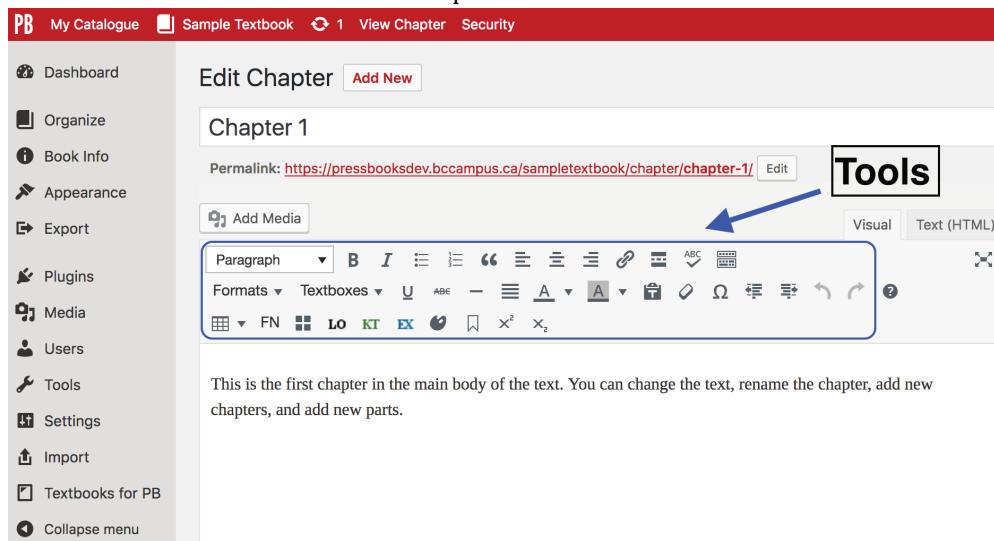 PB My Catalogue Sample Textbook 1 View Chapter Security
Dashboard
Organize
Book Info
Appearance
Export
Plugins
Media
Users
Tools
Settings
Import
Textbooks for PB
Collapse menu
Edit Chapter Add New
Chapter 1
Permalink: https://pressbooksdev.bccampus.ca/sampletextbook/chapter/chapter-1/ Edit
Tools
Add Media
Visual Text (HTML)
Paragraph B I ABC
Formats Textboxes U ABC A A T Ω
FN LO KT EX X² X₂
This is the first chapter in the main body of the text. You can change the text, rename the chapter, add new
chapters, and add new parts.